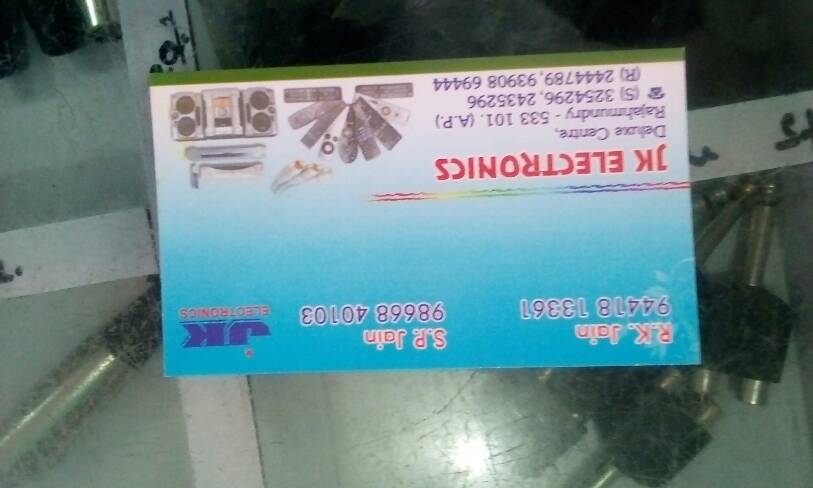 R.K. Jain
94418 13361
S.P. Jain
98668 40103
JK
ELECTRONICS
JK ELECTRONICS
Deluxe Centre,
Rajahmundry - 533 101. (A.P.)
☎ (S) 3254296, 2435296
(R) 2444789, 93908 69444